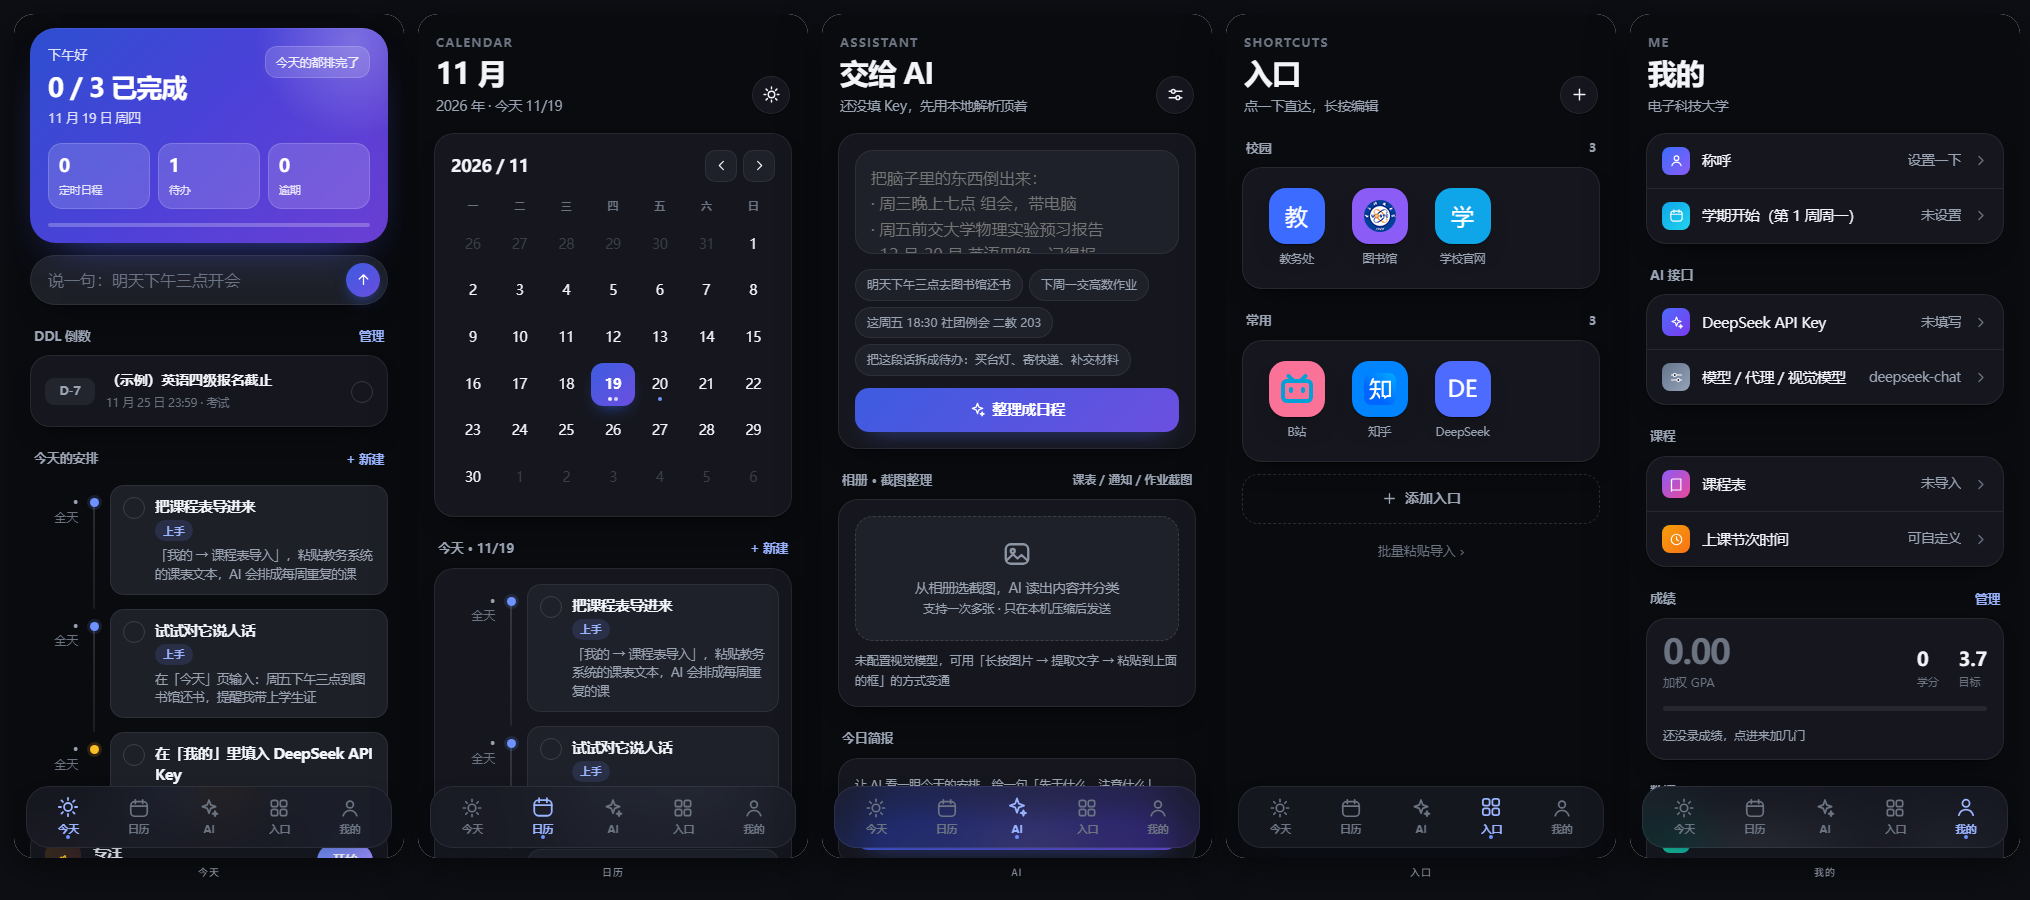 下午好
今天的都排完了
0 / 3 已完成
11 月 19 日 周四
0
定时日程
1
待办
0
逾期
说一句：明天下午三点开会
DDL 倒数
管理
D-7
（示例）英语四级报名截止
11 月 25 日 23:59 · 考试
今天的安排
+ 新建
全天
把课程表导进来
上手
「我的 → 课程表导入」，粘贴教务系统
的课表文本，AI 会排成每周重复的课
全天
试试对它说人话
上手
在「今天」页输入：周五下午三点到图
书馆还书，提醒我带上学生证
全天
在「我的」里填入 DeepSeek API
Key
今天
日历
AI
入口
我的
专注
今天
CALENDAR
11 月
2026 年 · 今天 11/19
2026 / 11
一 二 三 四 五 六 日
26 27 28 29 30 31 1
2 3 4 5 6 7 8
9 10 11 12 13 14 15
16 17 18 19 20 21 22
23 24 25 26 27 28 29
30 1 2 3 4 5 6
今天 • 11/19
+ 新建
全天
把课程表导进来
上手
「我的 → 课程表导入」，粘贴教务
系统的课表文本，AI 会排成每周重
复的课
全天
试试对它说人话
上手
今天
日历
AI
入口
我的
日历
ASSISTANT
交给 AI
还没填 Key，先用本地解析顶着
把脑子里的东西倒出来：
· 周三晚上七点 组会，带电脑
· 周五前交大学物理实验预习报告
明天下午三点去图书馆还书
下周一交高数作业
这周五 18:30 社团例会 二教 203
把这段话拆成待办：买台灯、寄快递、补交材料
整理成日程
相册 • 截图整理
课表 / 通知 / 作业截图
从相册选截图，AI 读出内容并分类
支持一次多张 · 只在本机压缩后发送
未配置视觉模型，可用「长按图片 → 提取文字 → 粘贴到上面
的框」的方式变通
今日简报
今天
日历
AI
入口
我的
AI
SHORTCUTS
入口
点一下直达，长按编辑
校园
3
教
学
教务处
图书馆
学校官网
常用
3
知
DE
B站
知乎
DeepSeek
+ 添加入口
批量粘贴导入 ›
今天
日历
AI
入口
我的
入口
ME
我的
电子科技大学
称呼
设置一下
学期开始（第 1 周周一）
未设置
AI 接口
DeepSeek API Key
未填写
模型 / 代理 / 视觉模型
deepseek-chat
课程
课程表
未导入
上课节次时间
可自定义
成绩
管理
0.00
加权 GPA
0
学分
3.7
目标
还没录成绩，点进来加几门
今天
日历
AI
入口
我的
我的